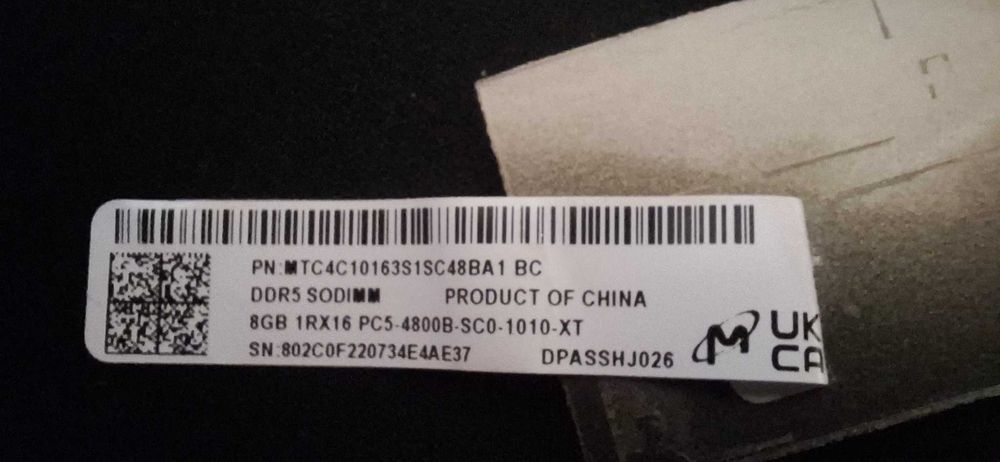 PN:MTC4C10163S1SC48BA1 BC
DDR5 SODIMM PRODUCT OF CHINA
8GB 1RX16 PC5-4800B-SC0-1010-XT
SN:802C0F220734E4AE37 DPASSHJ026
M
UK
CA